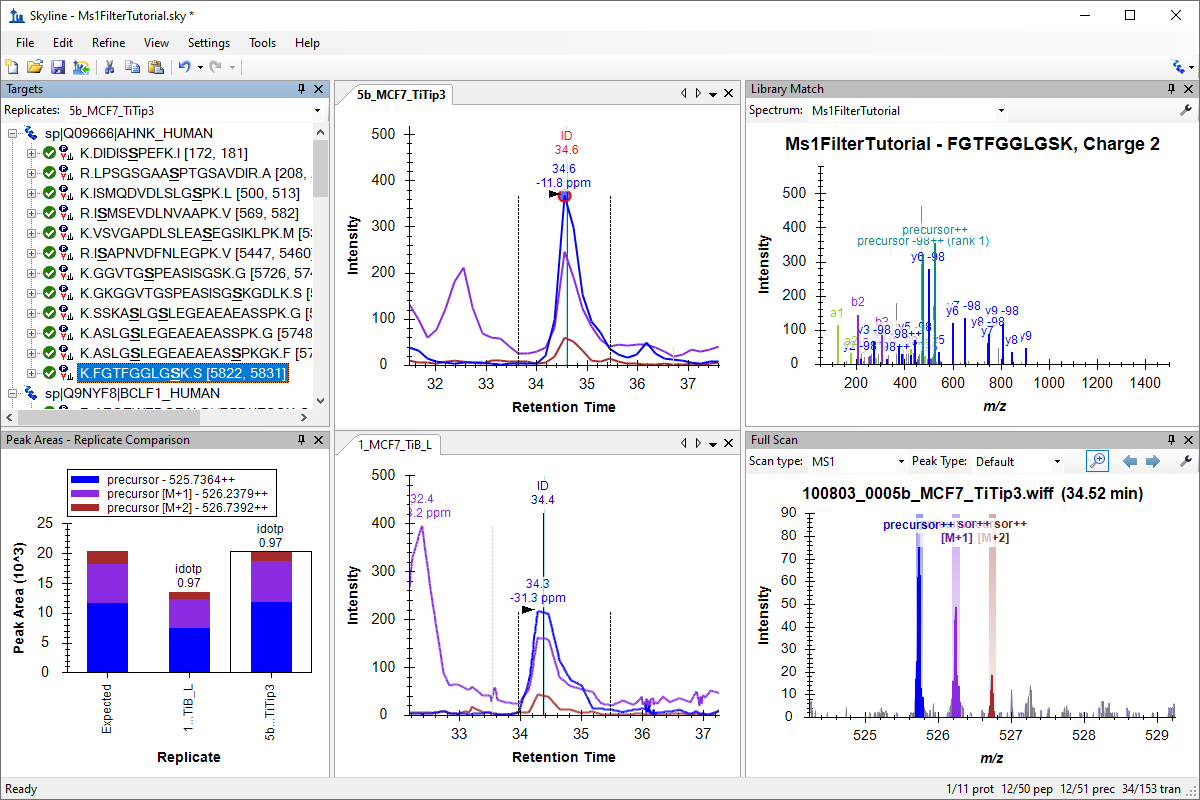 Skyline - Ms1FilterTutorial.sky *
File Edit Refine View Settings Tools Help
Targets
Replicates: 5b_MCF7_TiTip3
sp|Q09666|AHNK_HUMAN
K.DIDISSPEFK.I [172, 181]
R.LPSGSGAASPTGSAVDIR.A [208,
K.ISMQDVDLSLGSPK.L [500, 513]
R.ISMSEVDLNVAAPK.V [569, 582]
K.VSVGAPDLSLEASEGSIKLPK.M [5
R.ISAPNVDFNLEGPK.V [5447, 5460]
K.GGVTGSPEASISGSK.G [5726, 574
K.GKGGVTGSPEASISGSKGDLK.S
K.SSKASLGSLEGEAEAEASSPK.G [
K.ASLGSLEGEAEAEASSPK.G [5748
K.ASLGSLEGEAEAEASSPKGK.F [5
K.FGTFGGLGSK.S [5822, 5831]
sp|Q9NYF8|BCLF1_HUMAN
5b_MCF7_TiTip3
ID
34.6
34.6
-11.8 ppm
Intensity
500
400
300
200
100
0
32 33 34 35 36 37
Retention Time
Library Match
Spectrum: Ms1FilterTutorial
Ms1FilterTutorial - FGTFGGLGSK, Charge 2
Intensity
500
400
300
200
100
0
precursor++
precursor -98++ (rank 1)
y6 -98
a1
b2
y3 -98
y7 -98
y6
y9 -98
y8 -98
y7
y8
y9
200 400 600 800 1000 1200 1400
m/z
Peak Areas - Replicate Comparison
precursor - 525.7364++
precursor [M+1] - 526.2379++
precursor [M+2] - 526.7392++
Peak Area (10^3)
25
20
15
10
5
0
idotp
0.97
idotp
0.97
Expected
1...TiB_L
5b...TiTip3
Replicate
1_MCF7_TiB_L
32.4
3.2 ppm
ID
34.4
34.3
-31.3 ppm
Intensity
500
400
300
200
100
0
33 34 35 36 37
Retention Time
Full Scan
Scan type: MS1 Peak Type: Default
100803_0005b_MCF7_TiTip3.wiff (34.52 min)
Intensity
90
80
70
60
50
40
30
20
10
0
precursor++ sor++ sor++
[M+1] [M+2]
525 526 527 528 529
m/z
Ready
1/11 prot 12/50 pep 12/51 prec 34/153 tran